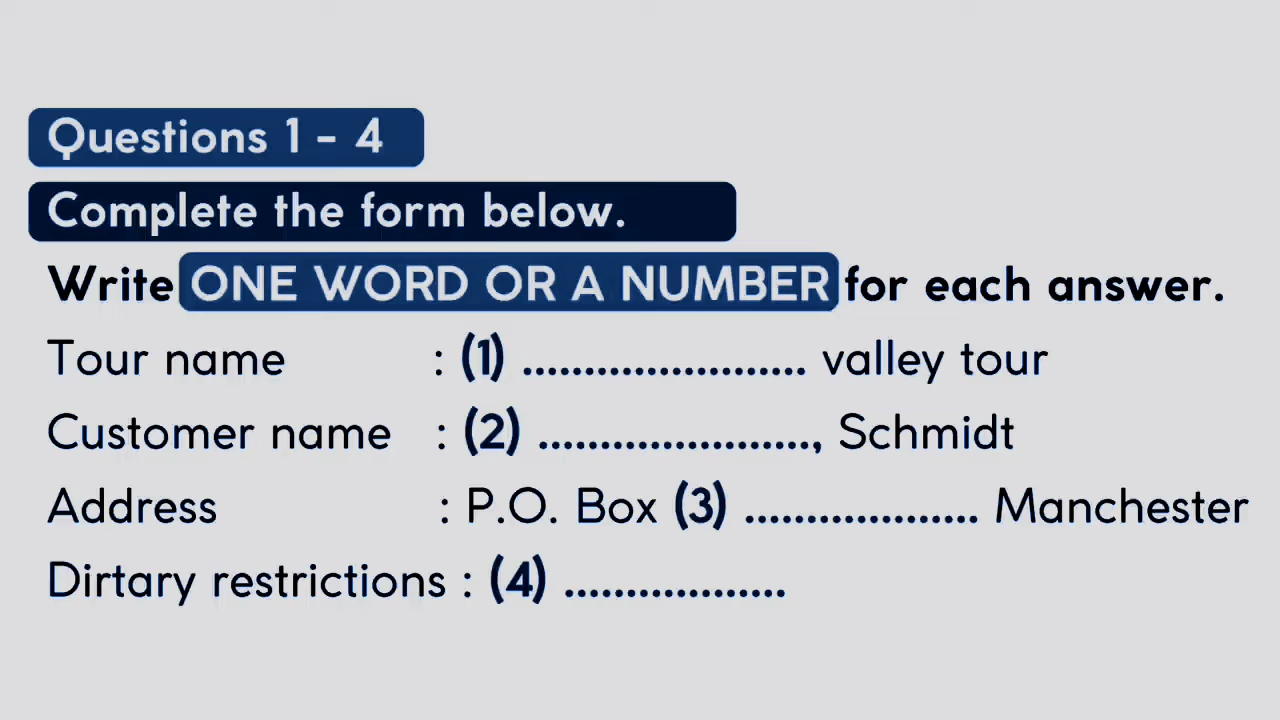 Questions 1 - 4
Complete the form below.
Write ONE WORD OR A NUMBER for each answer.
Tour name : (1) ....................... valley tour
Customer name : (2) ......................., Schmidt
Address : P.O. Box (3) ................... Manchester
Dirtary restrictions : (4) ..................